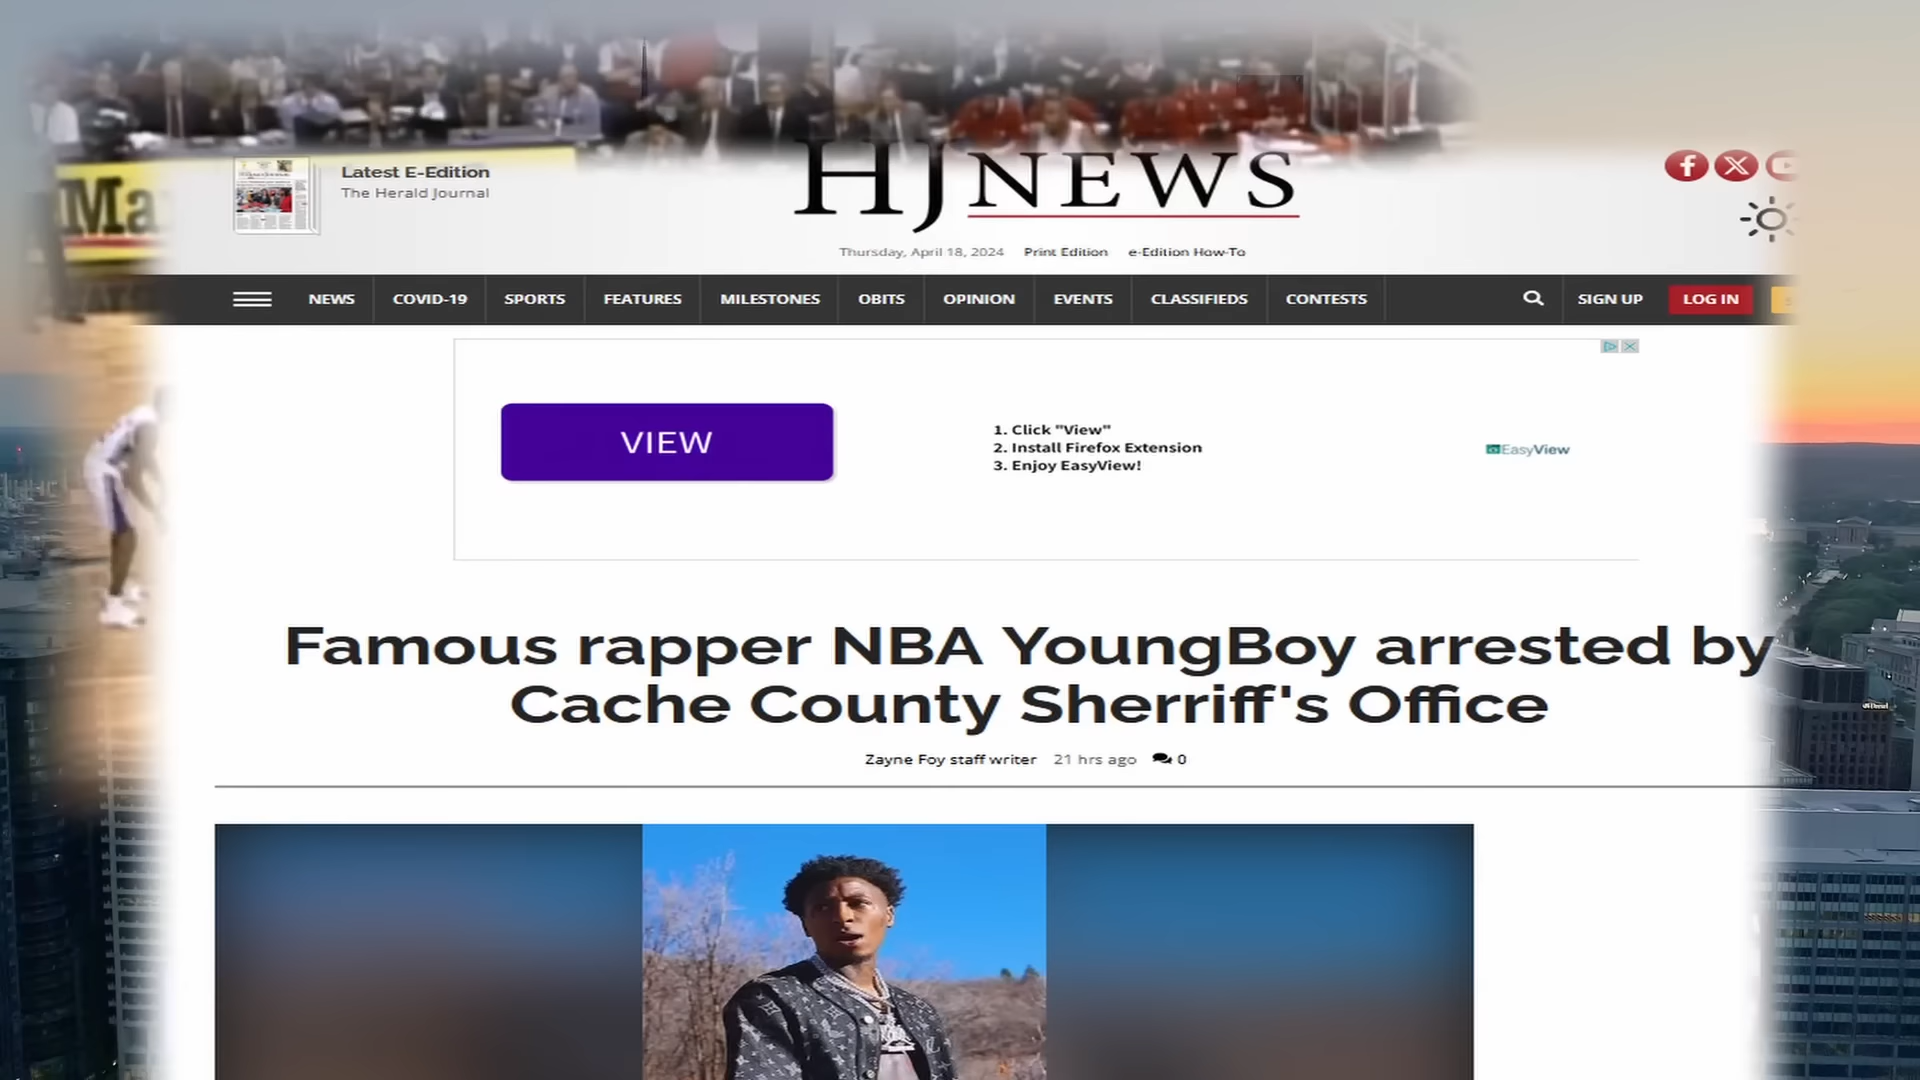 HJNEWS
Latest E-Edition
The Herald Journal
Ma
Thursday, April 18, 2024 Print Edition e-Edition How-To
NEWS COVID-19 SPORTS FEATURES MILESTONES OBITS OPINION EVENTS CLASSIFIEDS CONTESTS SIGN UP LOG IN
VIEW
1. Click "View"
2. Install Firefox Extension
3. Enjoy EasyView!
EasyView
Famous rapper NBA YoungBoy arrested by
Cache County Sherriff's Office
Zayne Foy staff writer 21 hrs ago 0